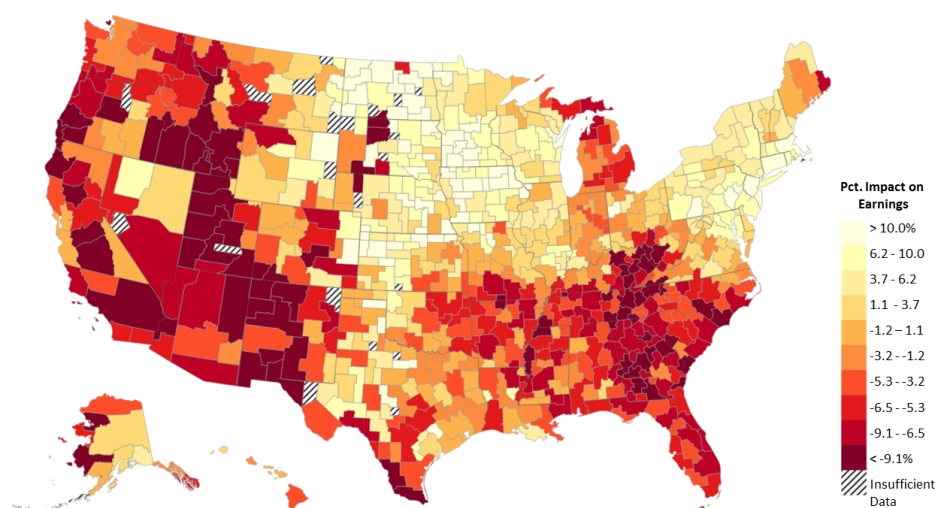 Pct. Impact on
Earnings
> 10.0%
6.2 - 10.0
3.7 - 6.2
1.1 - 3.7
-1.2 – 1.1
-3.2 - -1.2
-5.3 - -3.2
-6.5 - -5.3
-9.1 - -6.5
< -9.1%
Insufficient
Data